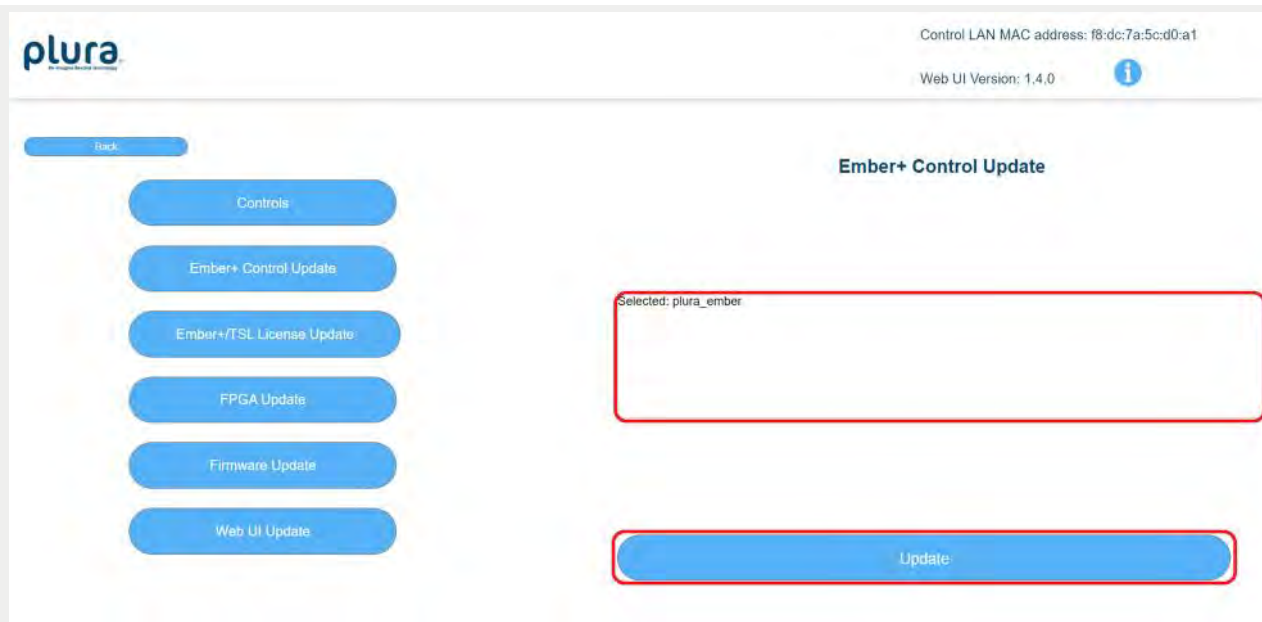 plura
Control LAN MAC address: f8:dc:7a:5c:d0:a1
Web UI Version: 1.4.0
i
Back
Ember+ Control Update
Controls
Ember+ Control Update
Ember+/TSL License Update
FPGA Update
Firmware Update
Web UI Update
Selected: plura_ember
Update